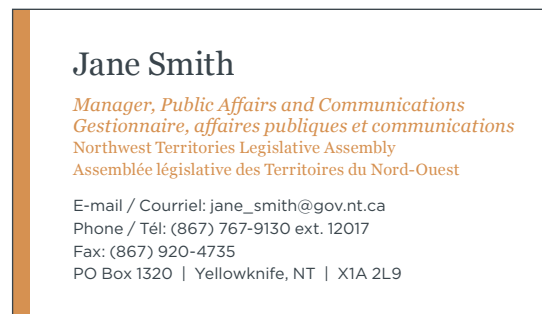 Jane Smith
Manager, Public Affairs and Communications
Gestionnaire, affaires publiques et communications
Northwest Territories Legislative Assembly
Assemblée législative des Territoires du Nord-Ouest
E-mail / Courriel: jane_smith@gov.nt.ca
Phone / Tél: (867) 767-9130 ext. 12017
Fax: (867) 920-4735
PO Box 1320 | Yellowknife, NT | X1A 2L9